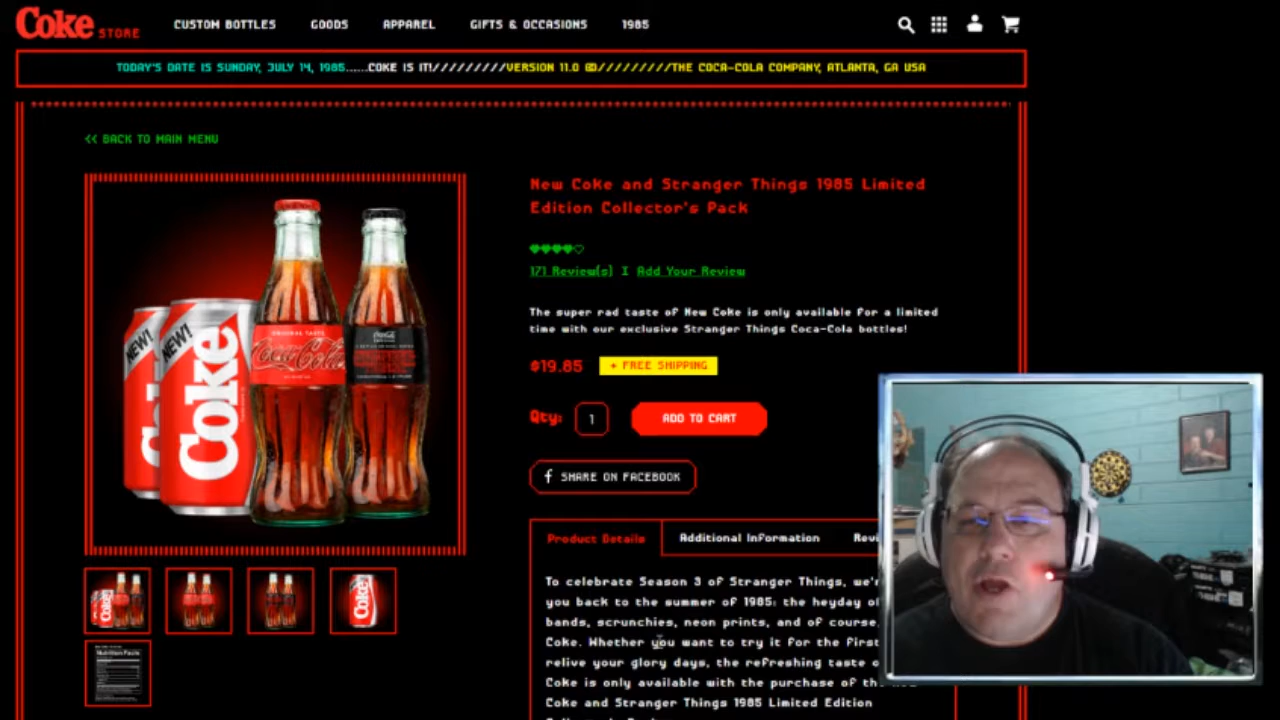 Coke STORE CUSTOM BOTTLES GOODS APPAREL GIFTS & OCCASIONS 1985
TODAY'S DATE IS SUNDAY, JULY 14, 1985......COKE IS IT!/////////VERSION 11.0 ////////THE COCA-COLA COMPANY, ATLANTA, GA USA
<< BACK TO MAIN MENU
New Coke and Stranger Things 1985 Limited
Edition Collector's Pack
171 Review(s) I Add Your Review
The super rad taste of New Coke is only available for a limited
time with our exclusive Stranger Things Coca-Cola bottles!
$19.85 + FREE SHIPPING
Qty: 1 ADD TO CART
f SHARE ON FACEBOOK
Product Details Additional Information
To celebrate Season 3 of Stranger Things,
you back to the summer of 1985: the heyday
bands, scrunchies, neon prints, and of course,
Coke. Whether you want to try it for the first
relive your glory days, the refreshing taste
Coke is only available with the purchase of
Coke and Stranger Things 1985 Limited Edition
NEW!
NEW!
Coke
ORIGINAL TASTE
Coca-Cola
Coca-Cola
Coke
Nutrition Facts